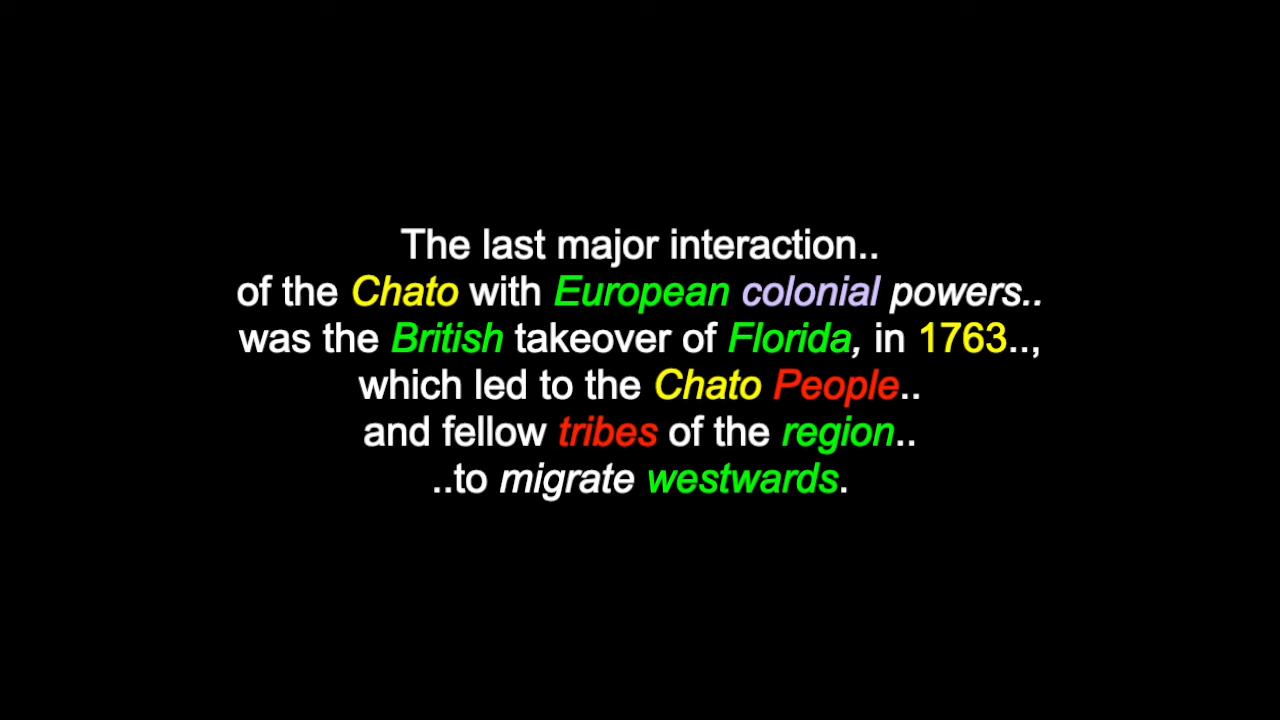 The last major interaction..
of the Chato with European colonial powers..
was the British takeover of Florida, in 1763..,
which led to the Chato People..
and fellow tribes of the region..
..to migrate westwards.